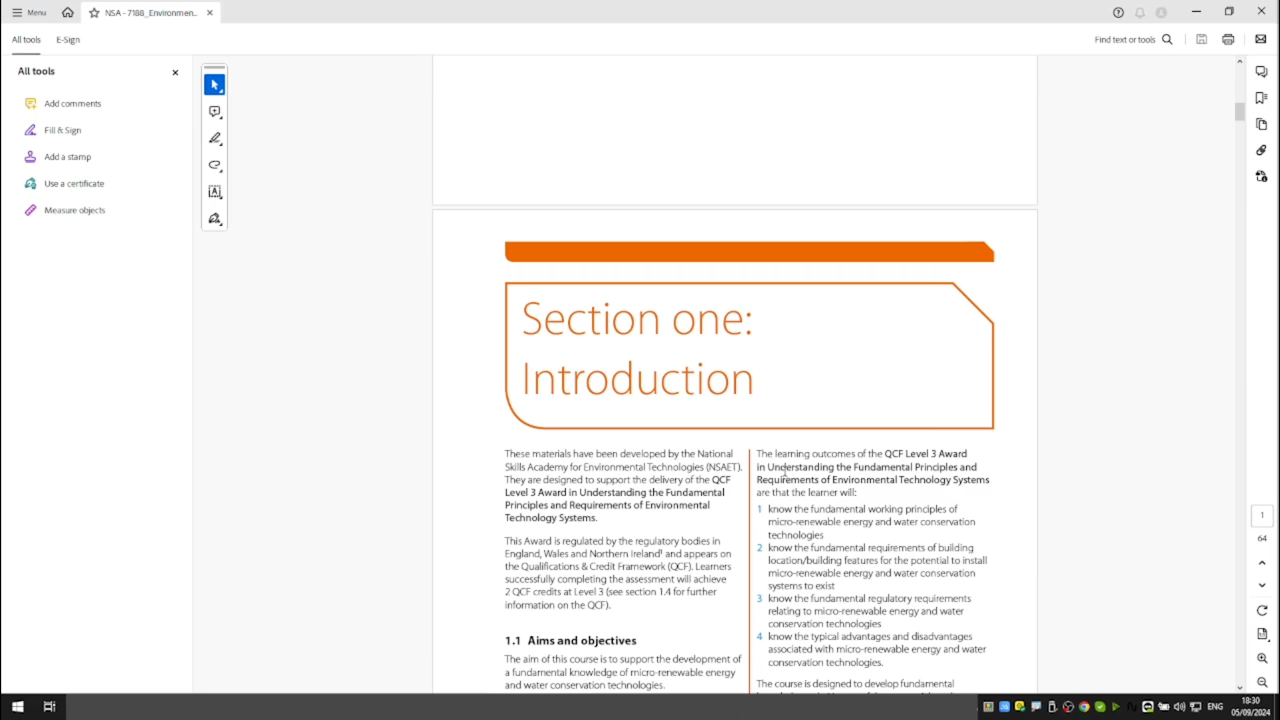 Menu
NSA - 7188_Environmen...
All tools
E-Sign
Find text or tools
All tools
Add comments
Fill & Sign
Add a stamp
Use a certificate
Measure objects
Section one:
Introduction
These materials have been developed by the National
Skills Academy for Environmental Technologies (NSAET).
They are designed to support the delivery of the QCF
Level 3 Award in Understanding the Fundamental
Principles and Requirements of Environmental
Technology Systems.
This Award is regulated by the regulatory bodies in
England, Wales and Northern Ireland¹ and appears on
the Qualifications & Credit Framework (QCF). Learners
successfully completing the assessment will achieve
2 QCF credits at Level 3 (see section 1.4 for further
information on the QCF).
1.1 Aims and objectives
The aim of this course is to support the development of
a fundamental knowledge of micro-renewable energy
and water conservation technologies.
The learning outcomes of the QCF Level 3 Award
in Understanding the Fundamental Principles and
Requirements of Environmental Technology Systems
are that the learner will:
1 know the fundamental working principles of
micro-renewable energy and water conservation
technologies
2 know the fundamental requirements of building
location/building features for the potential to install
micro-renewable energy and water conservation
systems to exist
3 know the fundamental regulatory requirements
relating to micro-renewable energy and water
conservation technologies
4 know the typical advantages and disadvantages
associated with micro-renewable energy and water
conservation technologies.
The course is designed to develop fundamental
1
64
ENG
18:30
05/09/2024